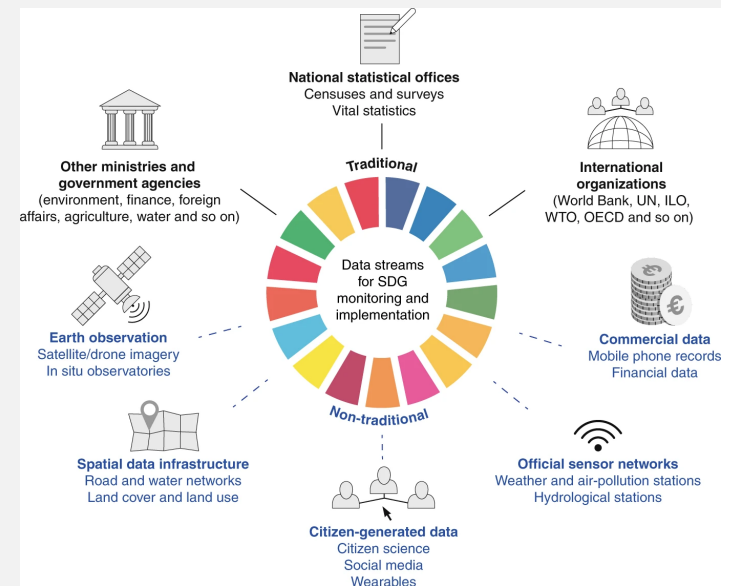 National statistical offices
Censuses and surveys
Vital statistics
Traditional
Other ministries and
government agencies
(environment, finance, foreign
affairs, agriculture, water and so on)
International
organizations
(World Bank, UN, ILO,
WTO, OECD and so on)
Data streams
for SDG
monitoring and
implementation
Earth observation
Satellite/drone imagery
In situ observatories
€
€
Commercial data
Mobile phone records
Financial data
Non-traditional
Spatial data infrastructure
Road and water networks
Land cover and land use
Official sensor networks
Weather and air-pollution stations
Hydrological stations
Citizen-generated data
Citizen science
Social media
Wearables